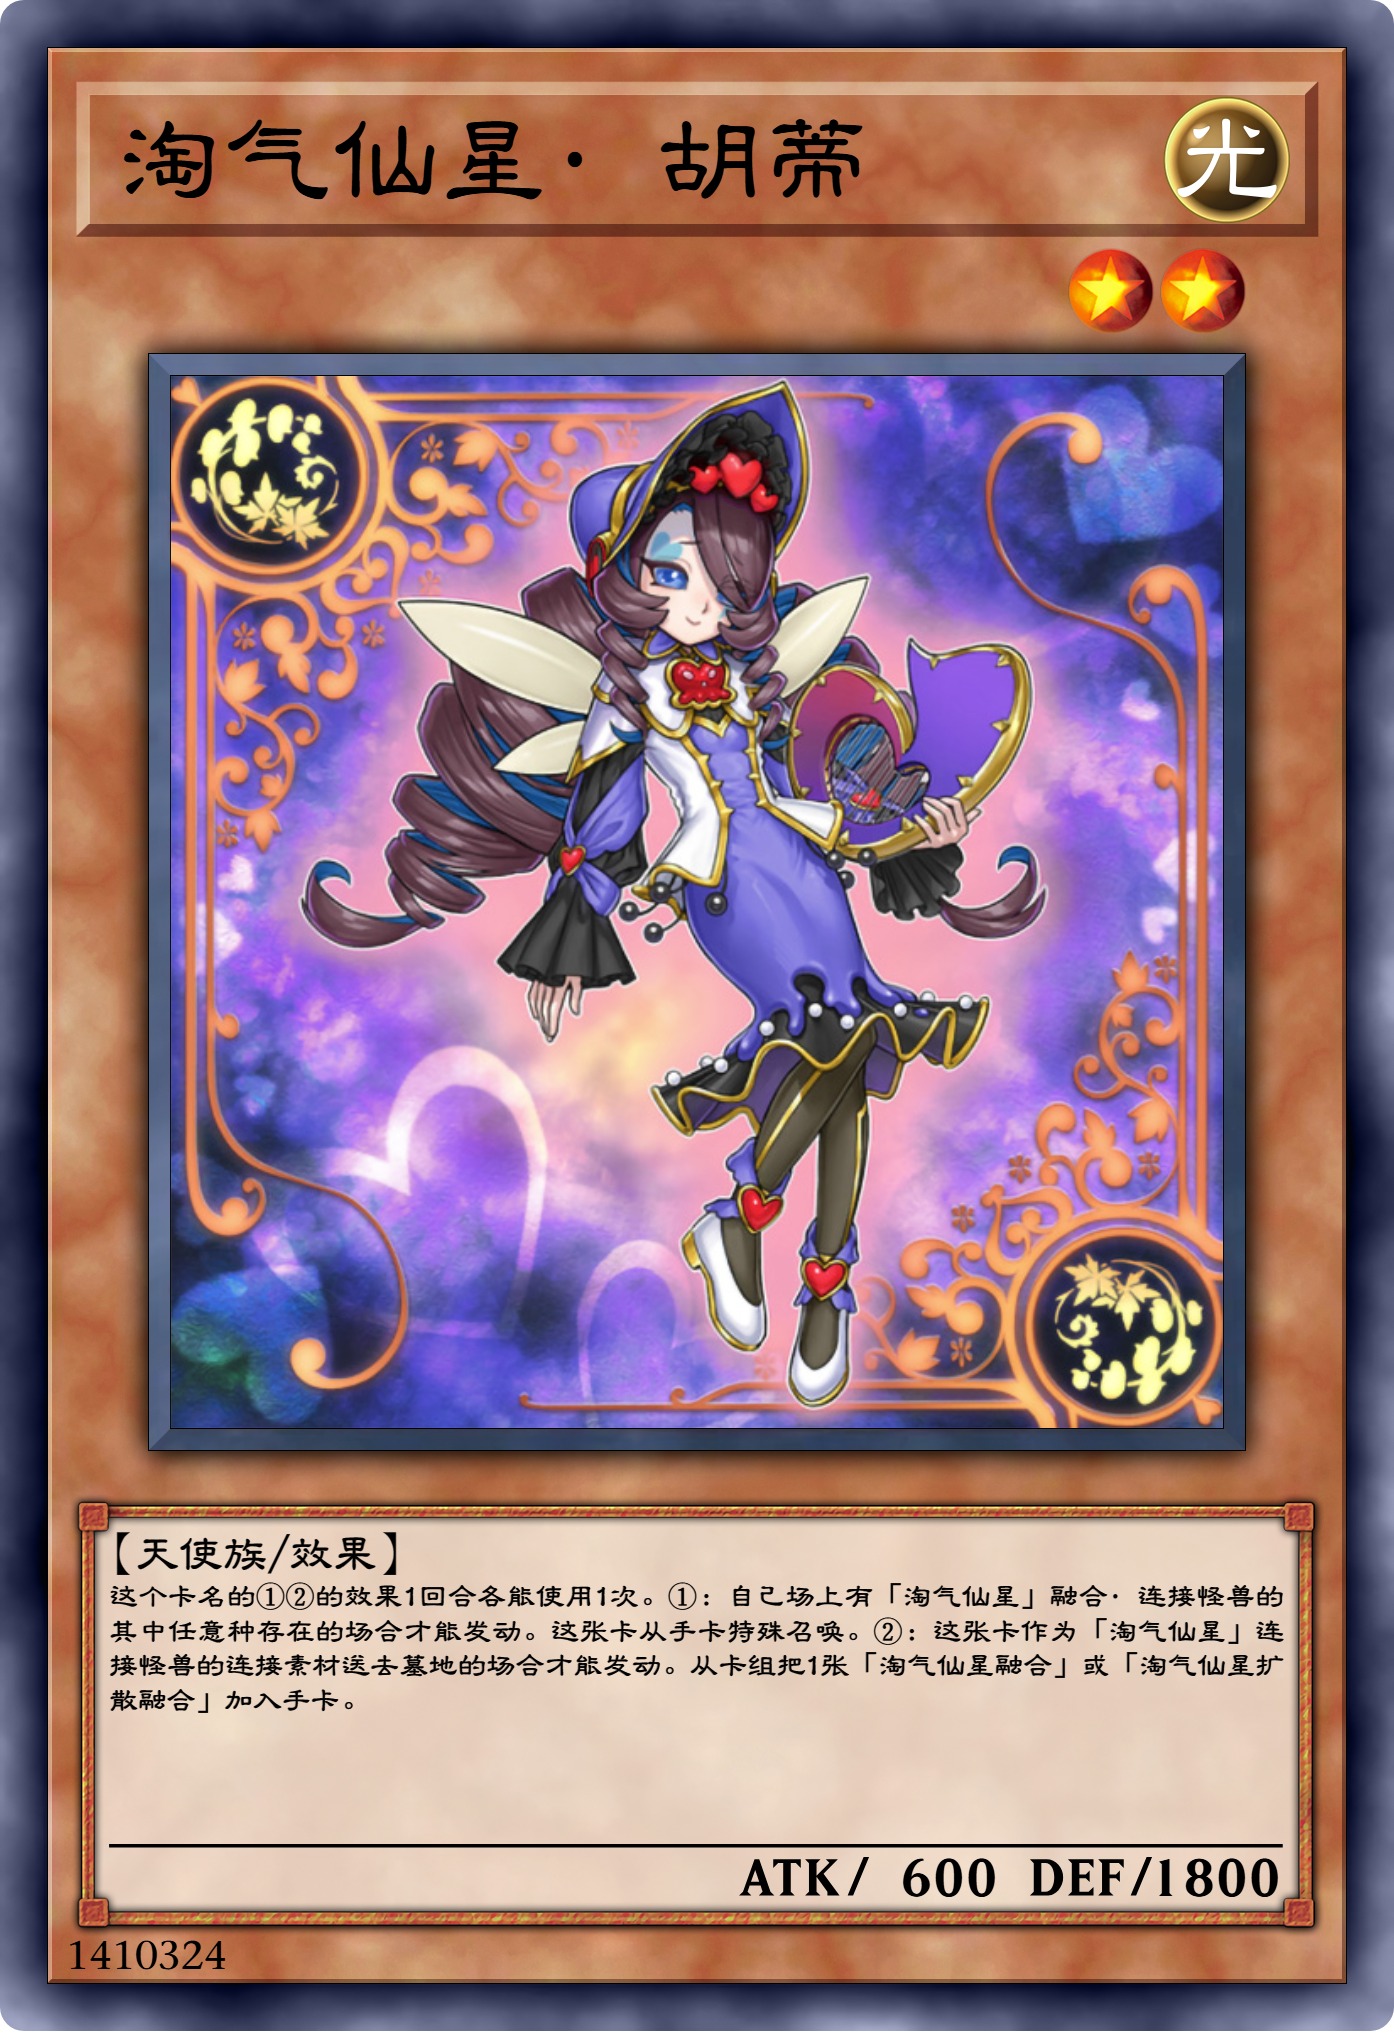 淘气仙星·胡蒂
光
【天使族/效果】
这个卡名的①②的效果1回合各能使用1次。①：自己场上有「淘气仙星」融合·连接怪兽的
其中任意种存在的场合才能发动。这张卡从手卡特殊召唤。②：这张卡作为「淘气仙星」连
接怪兽的连接素材送去墓地的场合才能发动。从卡组把1张「淘气仙星融合」或「淘气仙星扩
散融合」加入手卡。
ATK/ 600 DEF/1800
1410324